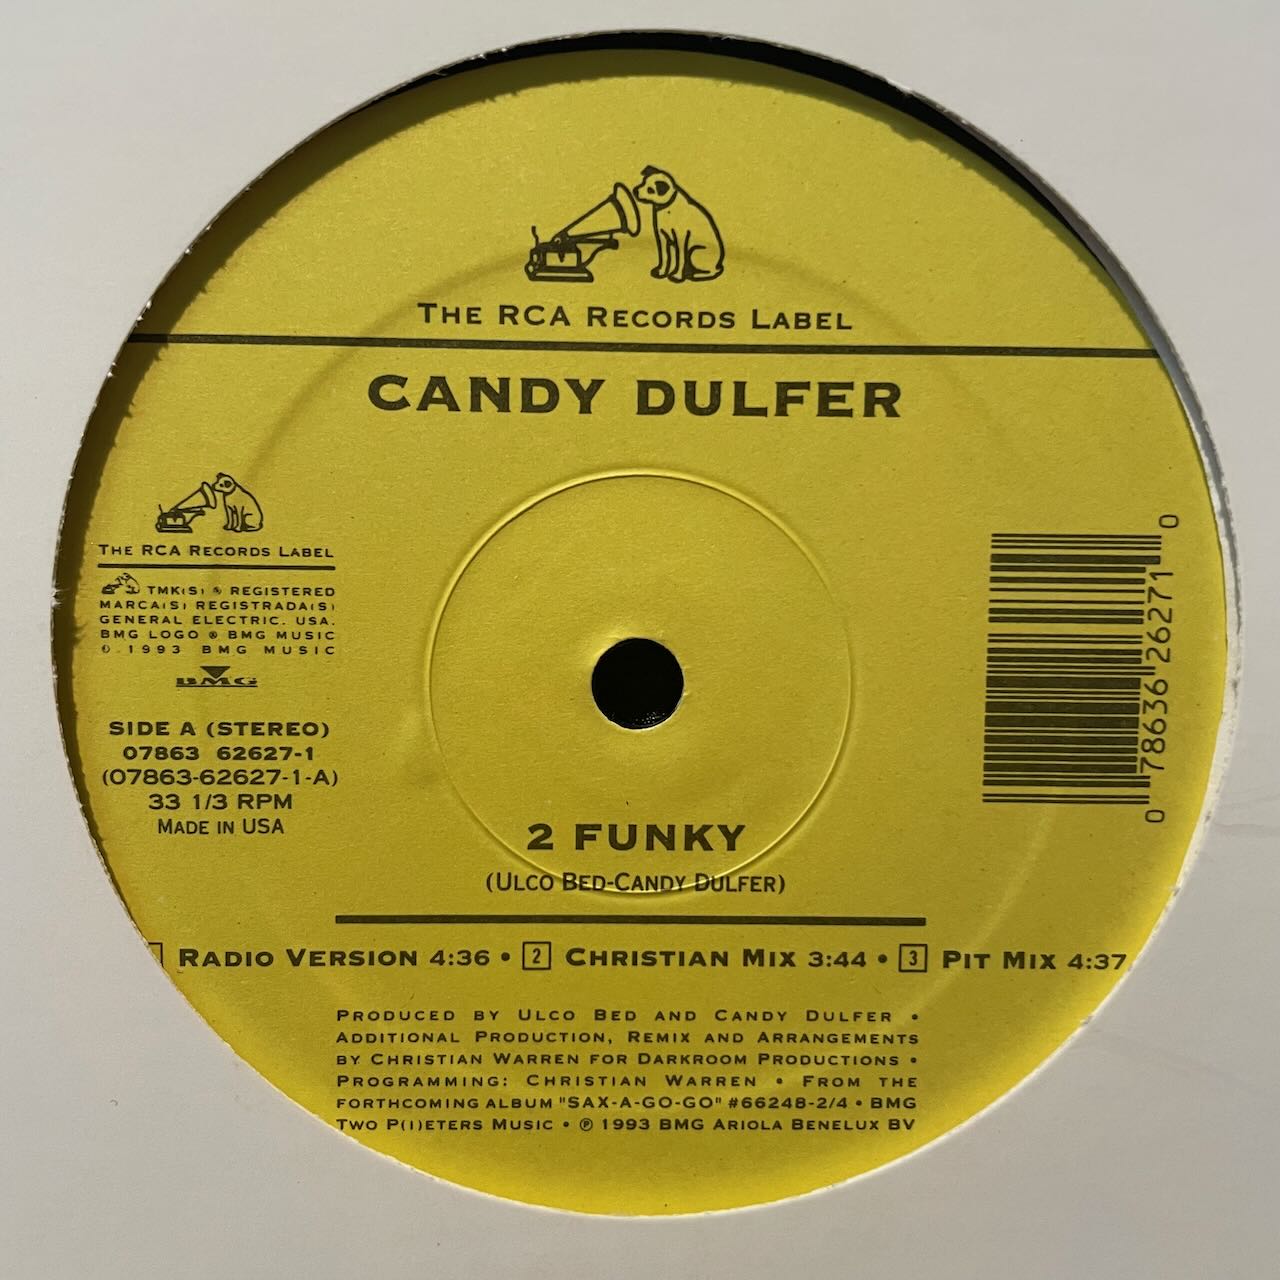 The RCA Records Label
CANDY DULFER
The RCA Records Label
TMK(S) ® REGISTERED
MARCA(S) REGISTRADA(S)
GENERAL ELECTRIC. USA.
BMG LOGO ® BMG MUSIC
© 1993 BMG MUSIC
BMG
SIDE A (STEREO)
07863 62627-1
(07863-62627-1-A)
33 1/3 RPM
Made in USA
0 78636 26271 0
2 FUNKY
(Ulco Bed-Candy Dulfer)
Radio Version 4:36 • 2 Christian Mix 3:44 • 3 Pit Mix 4:37
Produced by Ulco Bed and Candy Dulfer •
Additional Production, Remix and Arrangements
by Christian Warren for Darkroom Productions •
Programming: Christian Warren • From the
forthcoming album "SAX-A-GO-GO" #66248-2/4 • BMG
Two P(i)eters Music • ℗ 1993 BMG Ariola Benelux BV